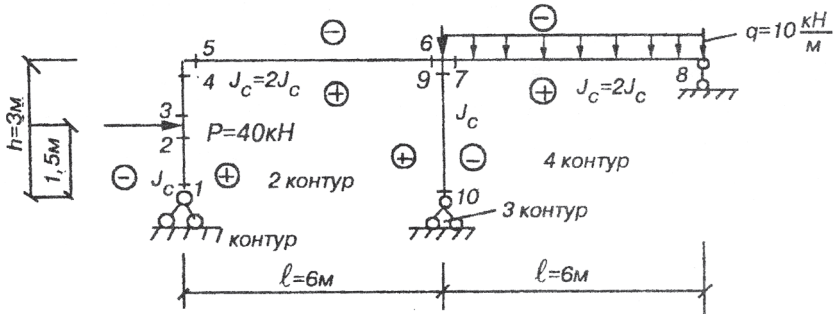 ⊖
q=10 кН/м
5
6
4
J_c=2J_c
9
7
8
⊕
⊕
J_c=2J_c
3
J_c
h=3м
1,5м
P=40кН
2
⊕
⊖
4 контур
⊖
J_c
⊕
1
2 контур
10
3 контур
контур
ℓ=6м
ℓ=6м
⊖